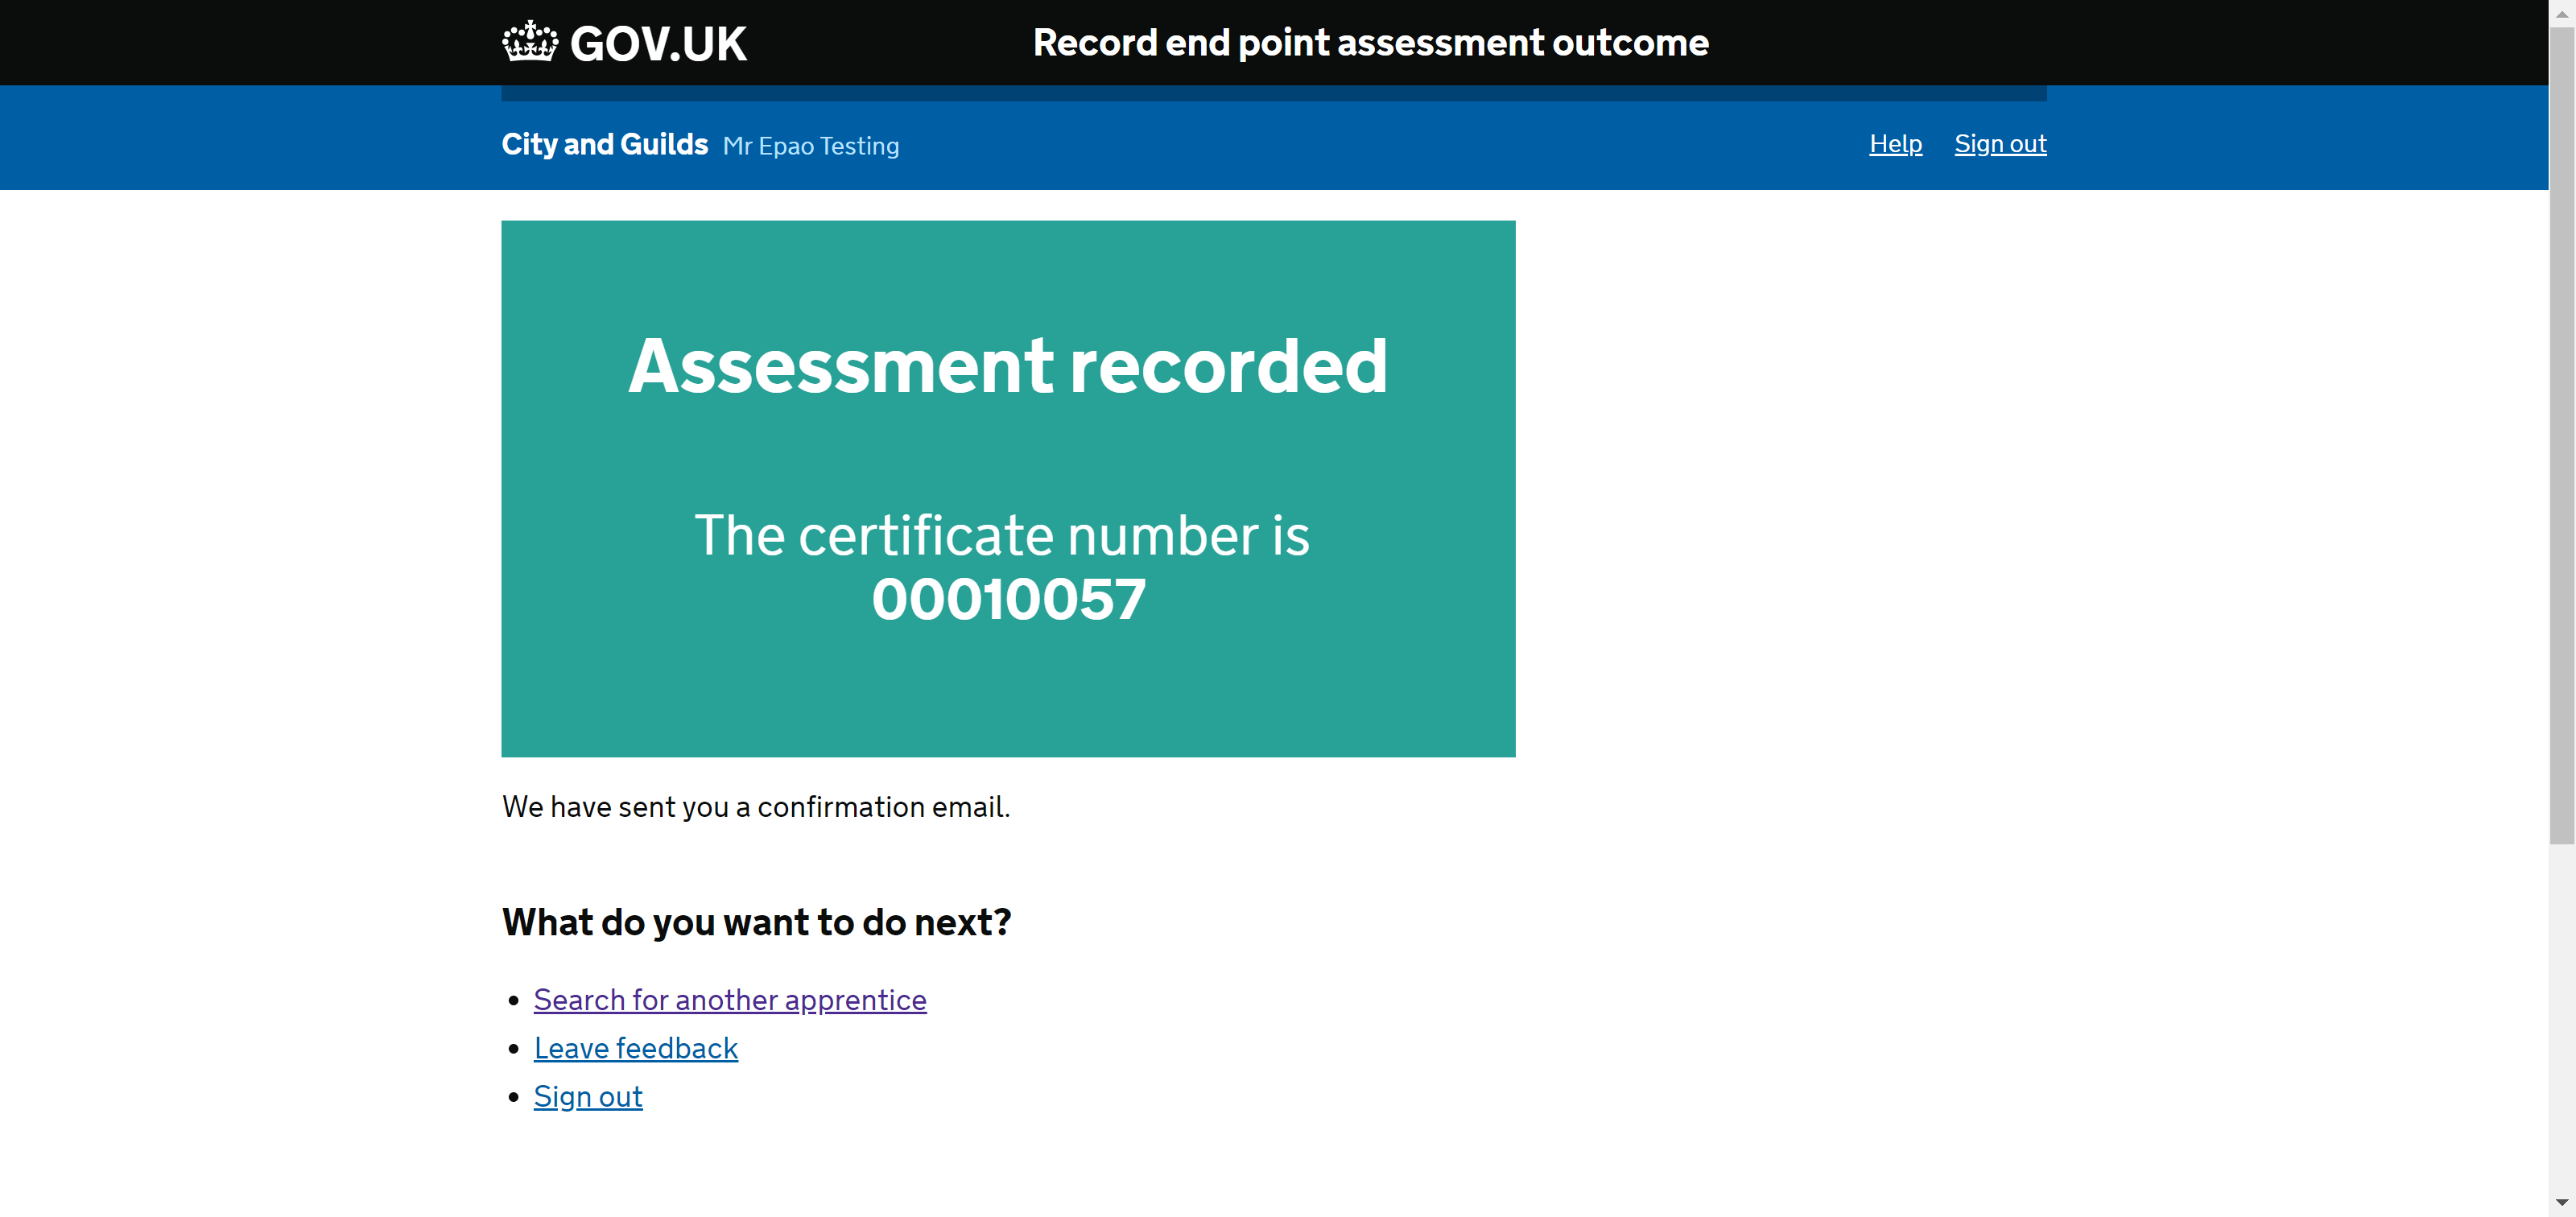 GOV.UK
Record end point assessment outcome
City and Guilds Mr Epao Testing
Help Sign out
Assessment recorded
The certificate number is
00010057
We have sent you a confirmation email.
What do you want to do next?
Search for another apprentice
Leave feedback
Sign out